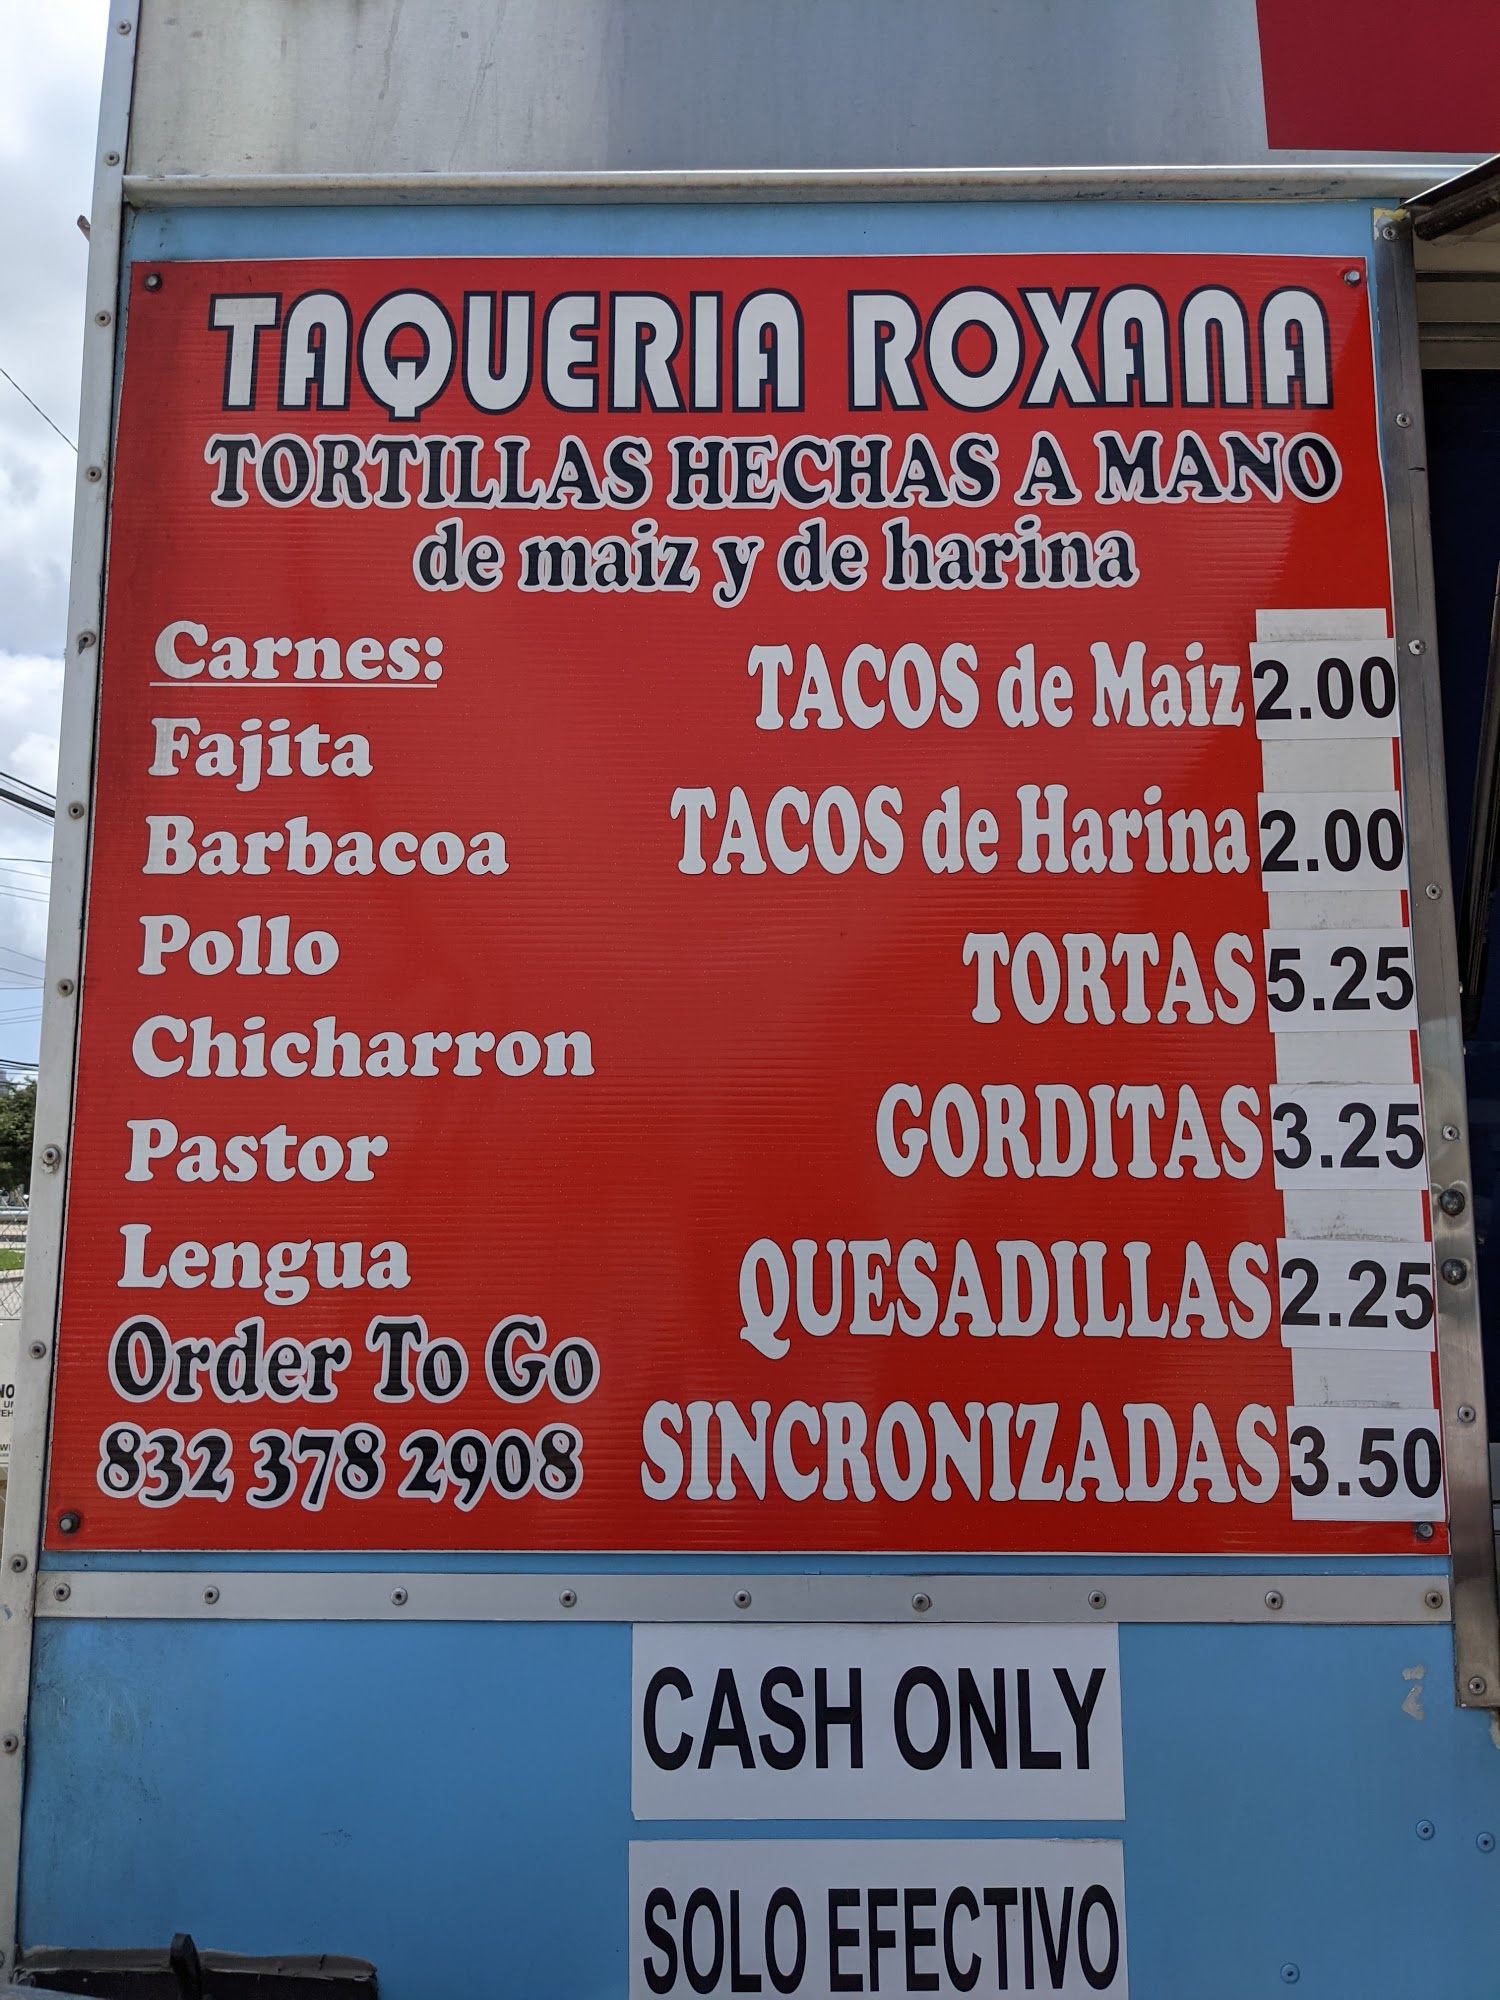 TAQUERIA ROXANA
TORTILLAS HECHAS A MANO
de maiz y de harina
Carnes:
Fajita
Barbacoa
Pollo
Chicharron
Pastor
Lengua
Order To Go
832 378 2908
TACOS de Maiz 2.00
TACOS de Harina 2.00
TORTAS 5.25
GORDITAS 3.25
QUESADILLAS 2.25
SINCRONIZADAS 3.50
CASH ONLY
SOLO EFECTIVO